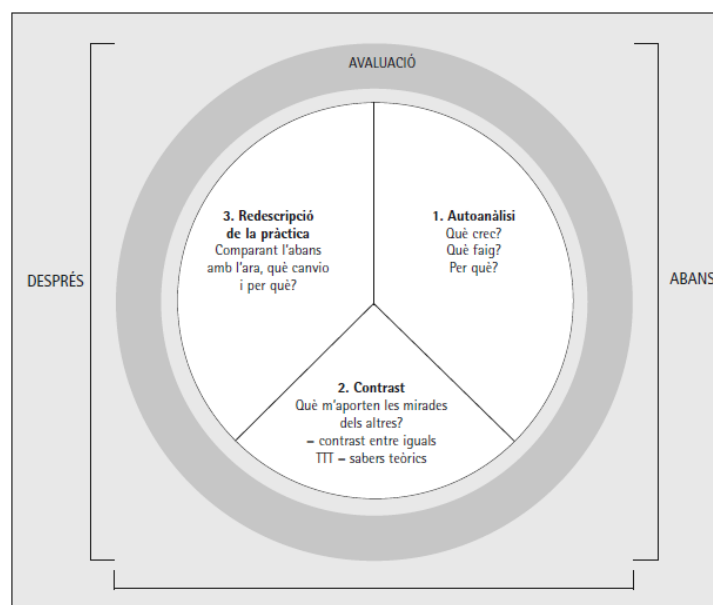 AVALUACIÓ
3. Redescripció
de la pràctica
Comparant l'abans
amb l'ara, què canvio
i per què?
1. Autoanàlisi
Què crec?
Què faig?
Per què?
DESPRÉS
ABANS
2. Contrast
Què m'aporten les mirades
dels altres?
– contrast entre iguals
TTT – sabers teòrics